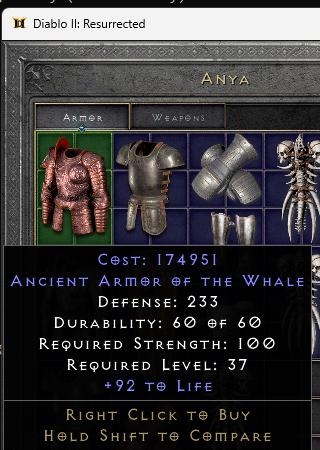 Diablo II: Resurrected
Anya
Armor Weapons
Cost: 174951
Ancient Armor of the Whale
Defense: 233
Durability: 60 of 60
Required Strength: 100
Required Level: 37
+92 to Life
Right Click to Buy
Hold Shift to Compare